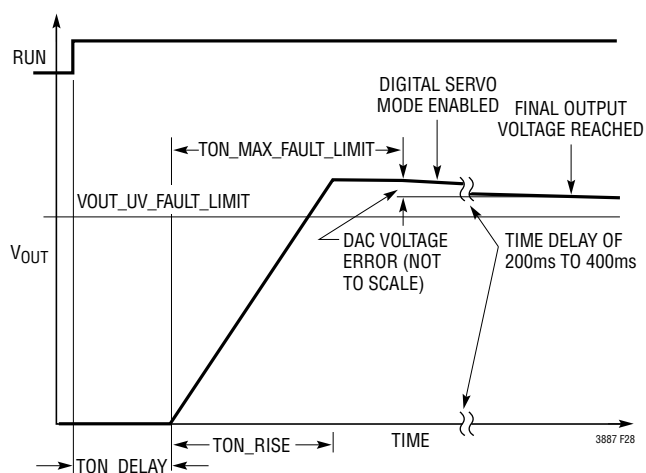 RUN
DIGITAL SERVO
MODE ENABLED
FINAL OUTPUT
VOLTAGE REACHED
TON_MAX_FAULT_LIMIT
VOUT_UV_FAULT_LIMIT
VOUT
DAC VOLTAGE
ERROR (NOT
TO SCALE)
TIME DELAY OF
200ms TO 400ms
TON_RISE
TIME
3887 F28
TON_DELAY